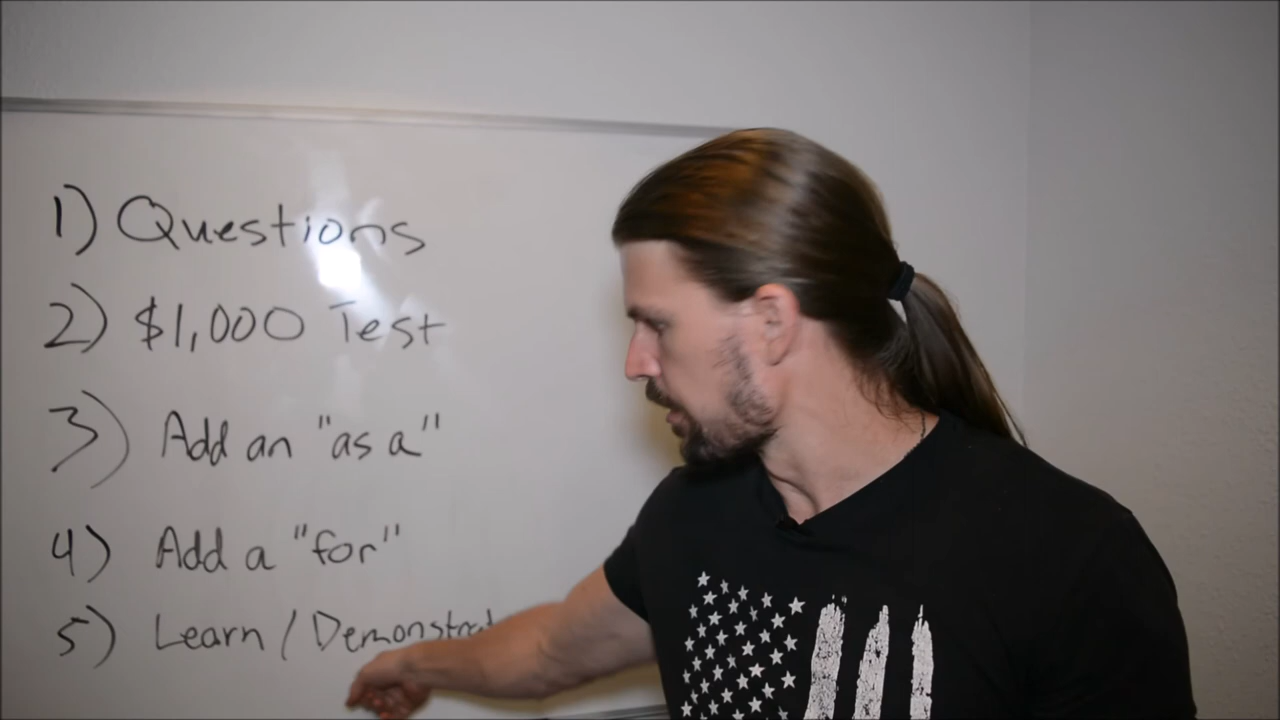 1) Questions
2) $1,000 Test
3) Add an "as a"
4) Add a "for"
5) Learn /